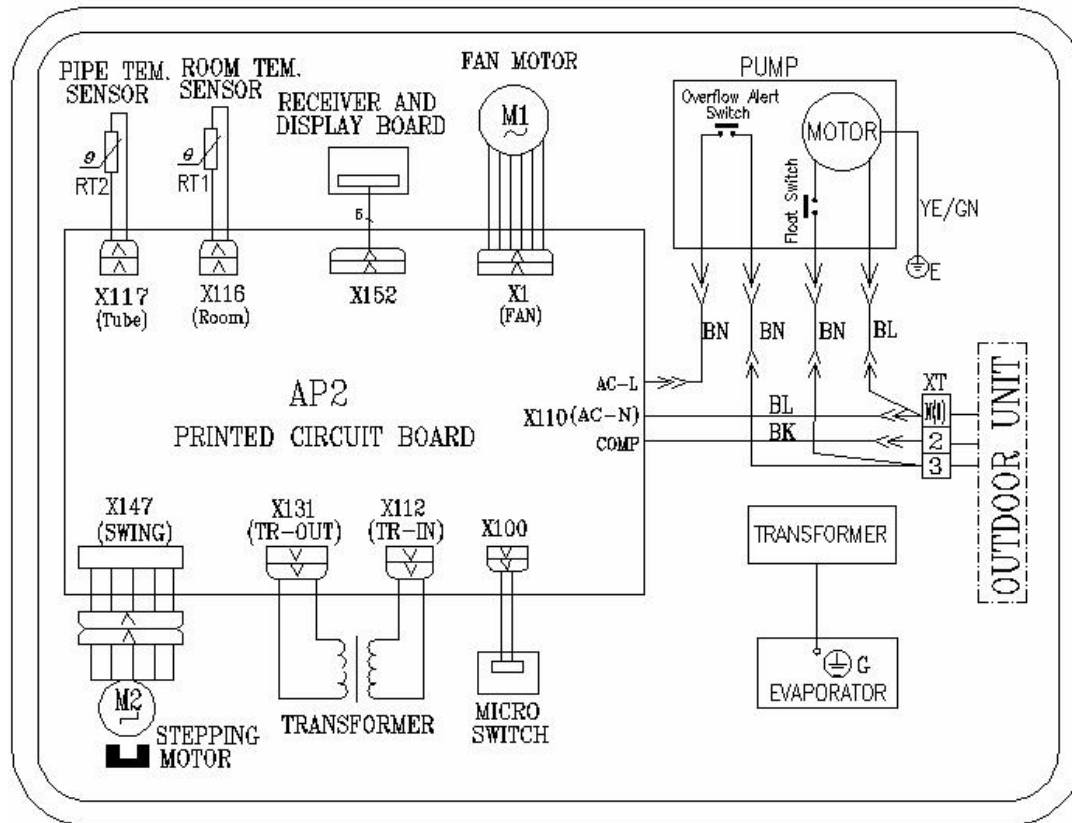 PIPE TEM.
SENSOR
ROOM TEM.
SENSOR
RECEIVER AND
DISPLAY BOARD
FAN MOTOR
PUMP
Overflow Alert
Switch
θ
RT2
θ
RT1
M1
~
MOTOR
Float Switch
YE/GN
E
X117
(Tube)
X116
(Room)
X152
X1
(FAN)
BN
BN
BN
BL
AP2
PRINTED CIRCUIT BOARD
AC-L
X110(AC-N)
COMP
BL
BK
XT
N(1)
2
3
OUTDOOR UNIT
X147
(SWING)
X131
(TR-OUT)
X112
(TR-IN)
X100
TRANSFORMER
M2
STEPPING
MOTOR
TRANSFORMER
MICRO
SWITCH
G
EVAPORATOR